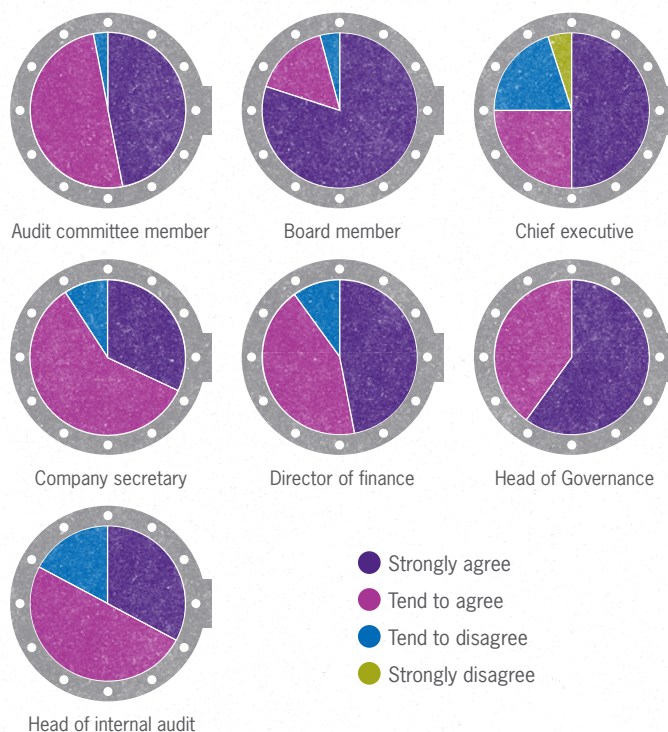 Audit committee member
Board member
Chief executive
Company secretary
Director of finance
Head of Governance
Head of internal audit
Strongly agree
Tend to agree
Tend to disagree
Strongly disagree